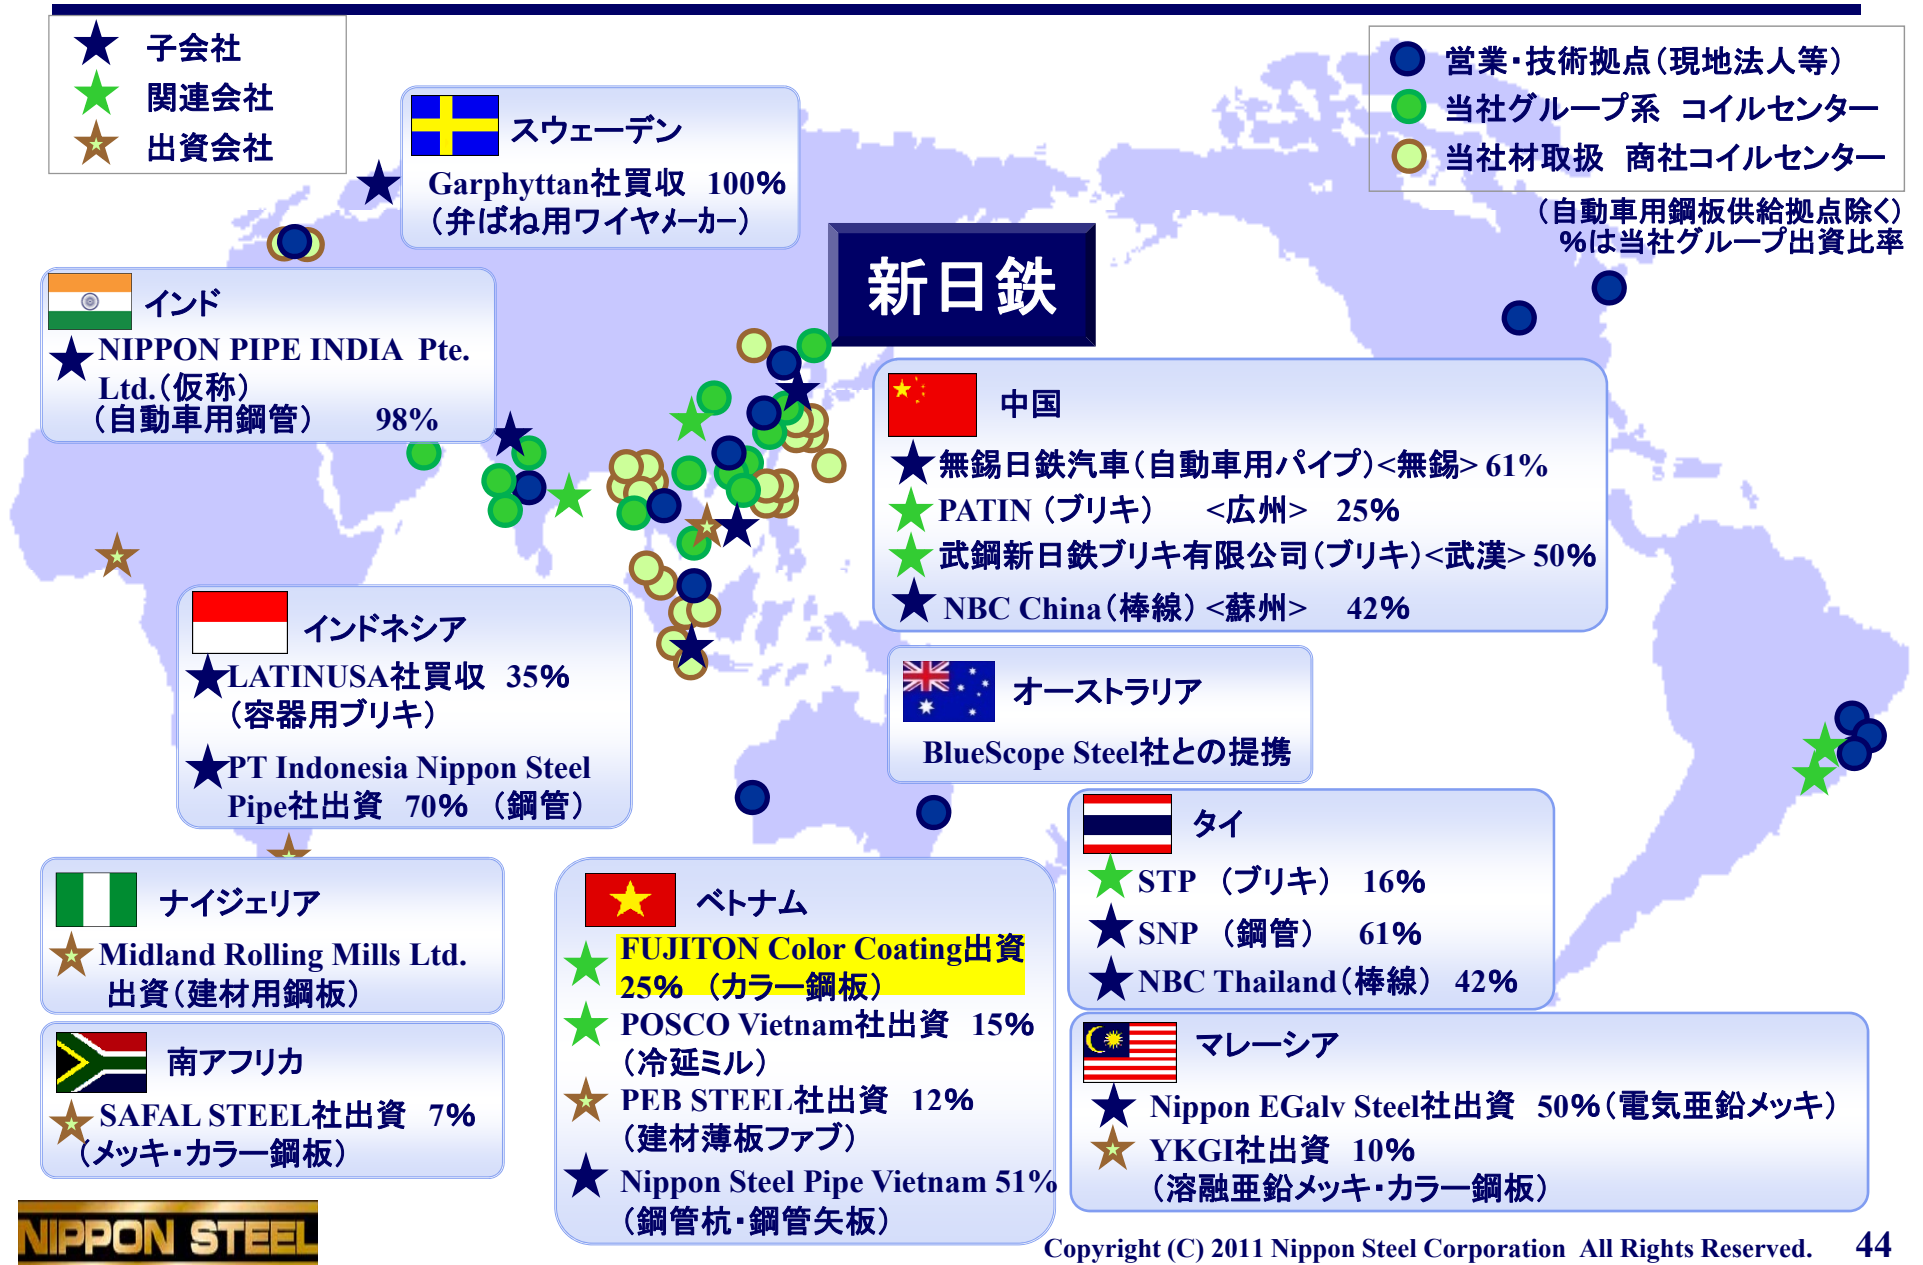 子会社
関連会社
出資会社
営業・技術拠点（現地法人等）
当社グループ系　コイルセンター
当社材取扱　商社コイルセンター
（自動車用鋼板供給拠点除く）
％は当社グループ出資比率
スウェーデン
Garphyttan社買収　100%
（弁ばね用ワイヤメーカー）
新日鉄
インド
NIPPON PIPE INDIA Pte.
Ltd.（仮称）
（自動車用鋼管）　98%
中国
無錫日鉄汽車（自動車用パイプ）<無錫> 61%
PATIN（ブリキ）　<広州>　25%
武鋼新日鉄ブリキ有限公司（ブリキ）<武漢> 50%
NBC China（棒線）<蘇州>　42%
インドネシア
LATINUSA社買収　35%
（容器用ブリキ）
PT Indonesia Nippon Steel
Pipe社出資　70%　（鋼管）
オーストラリア
BlueScope Steel社との提携
タイ
STP　（ブリキ）　16%
SNP　（鋼管）　61%
NBC Thailand（棒線）　42%
ナイジェリア
Midland Rolling Mills Ltd.
出資（建材用鋼板）
南アフリカ
SAFAL STEEL社出資　7%
（メッキ・カラー鋼板）
ベトナム
FUJITON Color Coating出資
25%　（カラー鋼板）
POSCO Vietnam社出資　15%
（冷延ミル）
PEB STEEL社出資　12%
（建材薄板ファブ）
Nippon Steel Pipe Vietnam 51%
（鋼管杭・鋼管矢板）
マレーシア
Nippon EGalv Steel社出資　50%（電気亜鉛メッキ）
YKGI社出資　10%
（溶融亜鉛メッキ・カラー鋼板）
NIPPON STEEL
Copyright (C) 2011 Nippon Steel Corporation All Rights Reserved.
44